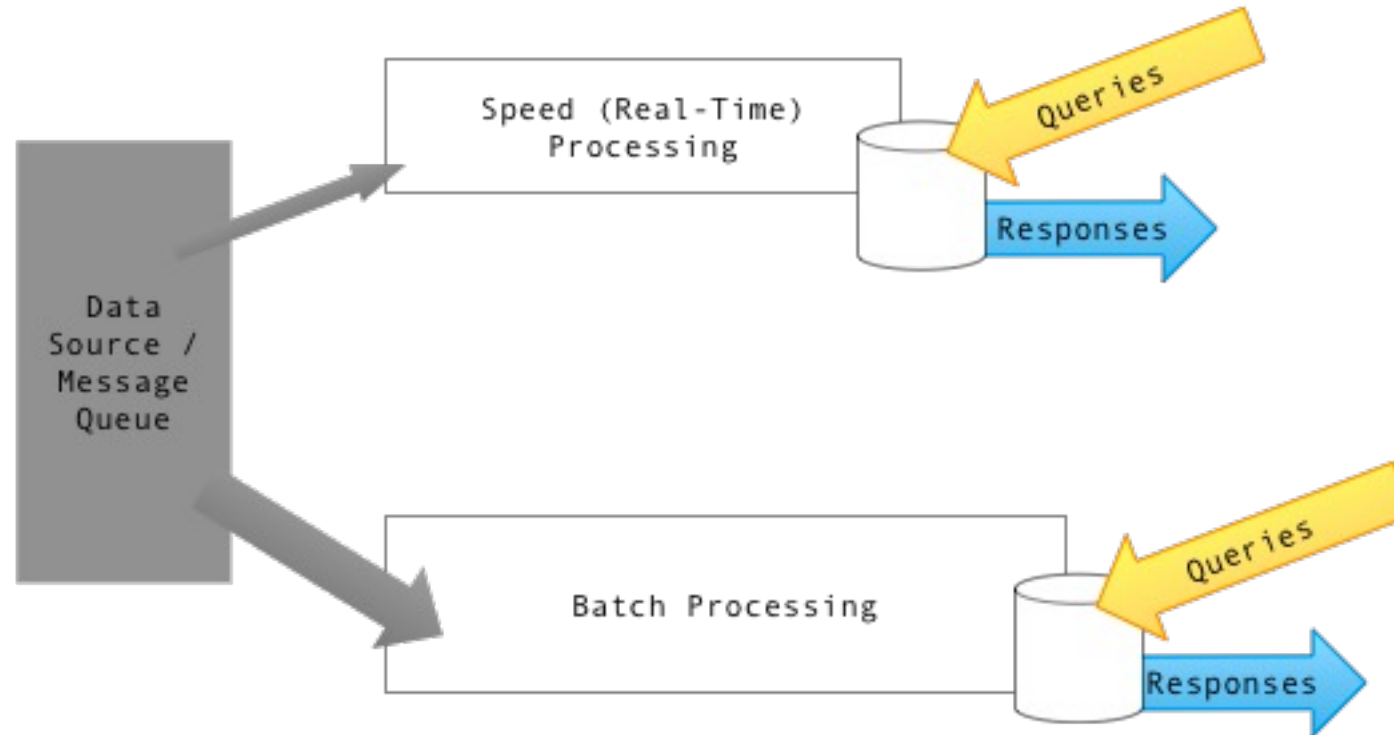 Speed (Real-Time)
Processing
Queries
Responses
Data
Source /
Message
Queue
Batch Processing
Queries
Responses